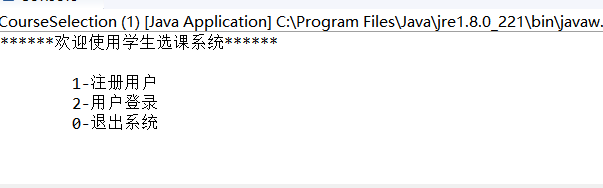 CourseSelection (1) [Java Application] C:\Program Files\Java\jre1.8.0_221\bin\javaw.
******欢迎使用学生选课系统******
1-注册用户
2-用户登录
0-退出系统